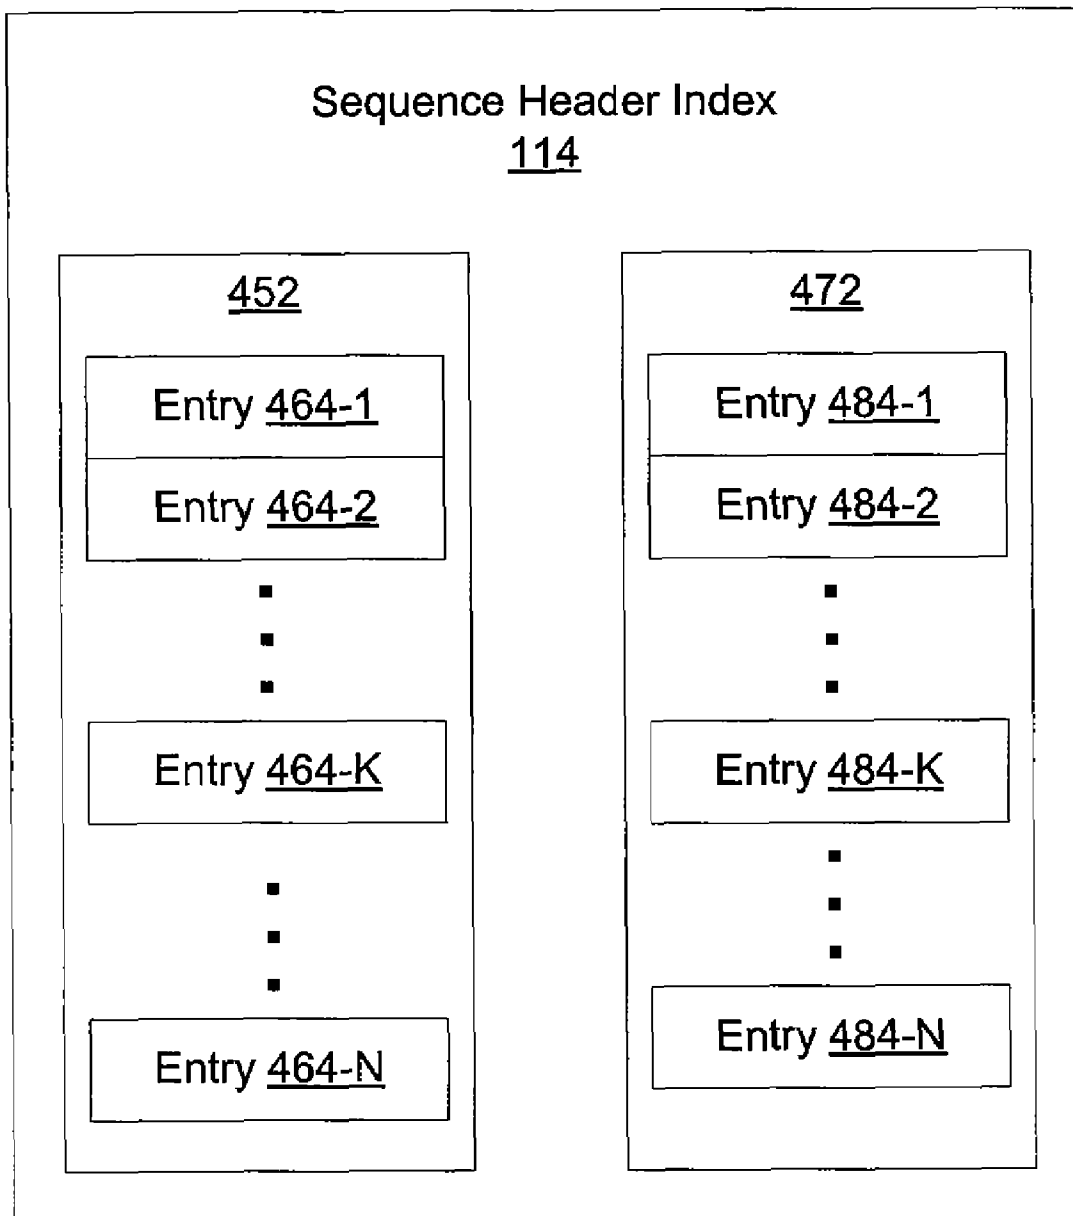 Sequence Header Index
114
452
Entry 464-1
Entry 464-2
Entry 464-K
Entry 464-N
472
Entry 484-1
Entry 484-2
Entry 484-K
Entry 484-N